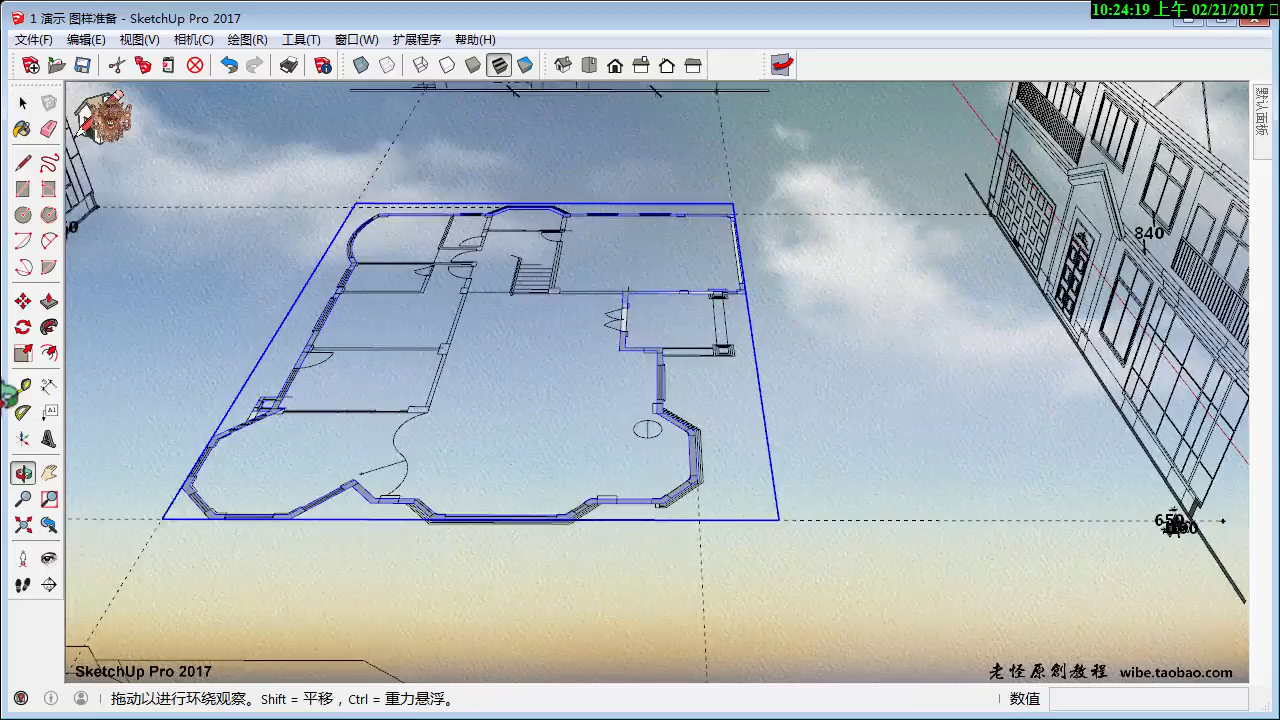 10:24:19 上午 02/21/2017
1 演示 图样准备 - SketchUp Pro 2017
文件(F) 编辑(E) 视图(V) 相机(C) 绘图(R) 工具(T) 窗口(W) 扩展程序 帮助(H)
默认面板
840
SketchUp Pro 2017
老怪原創教程 wibe.taobao.com
拖动以进行环绕观察。Shift = 平移，Ctrl = 重力悬浮。
数值